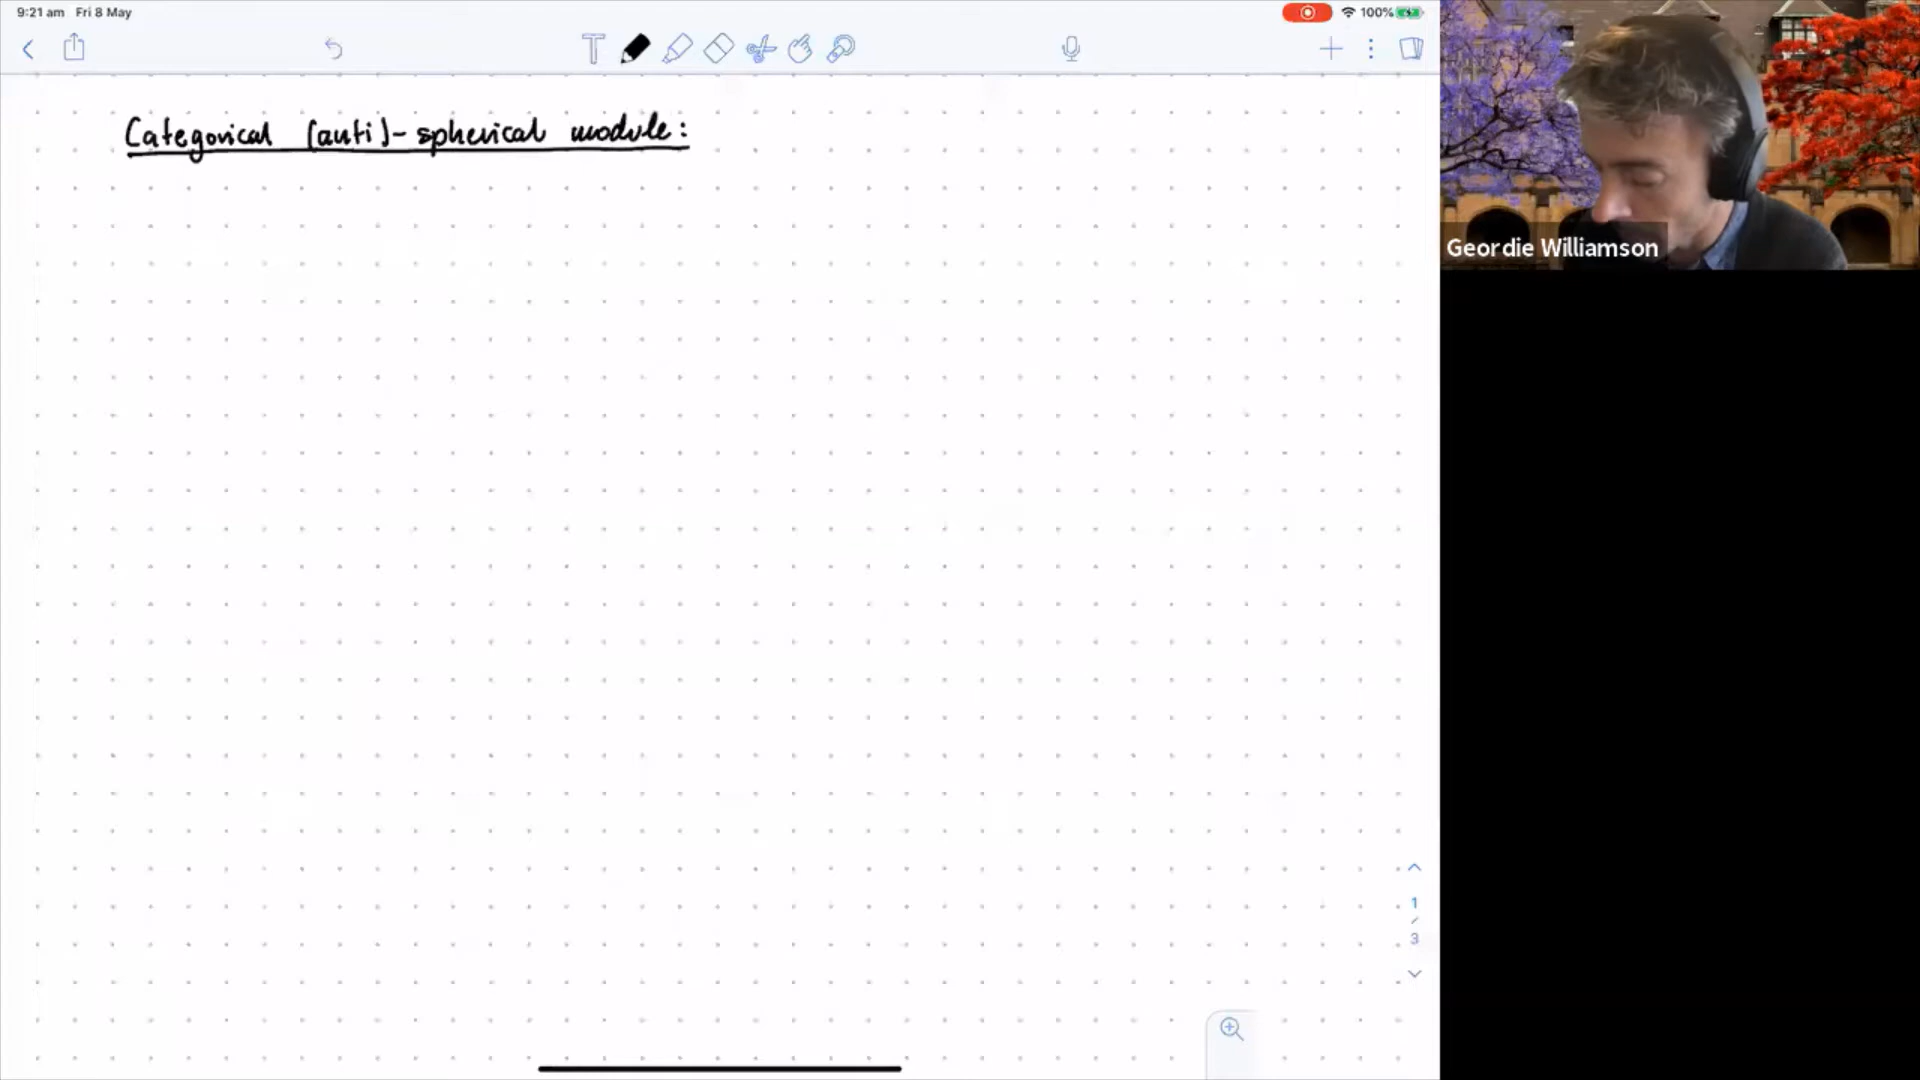 9:21 am Fri 8 May
100%
Categorical (anti)-spherical module:
Geordie Williamson
1
/
3